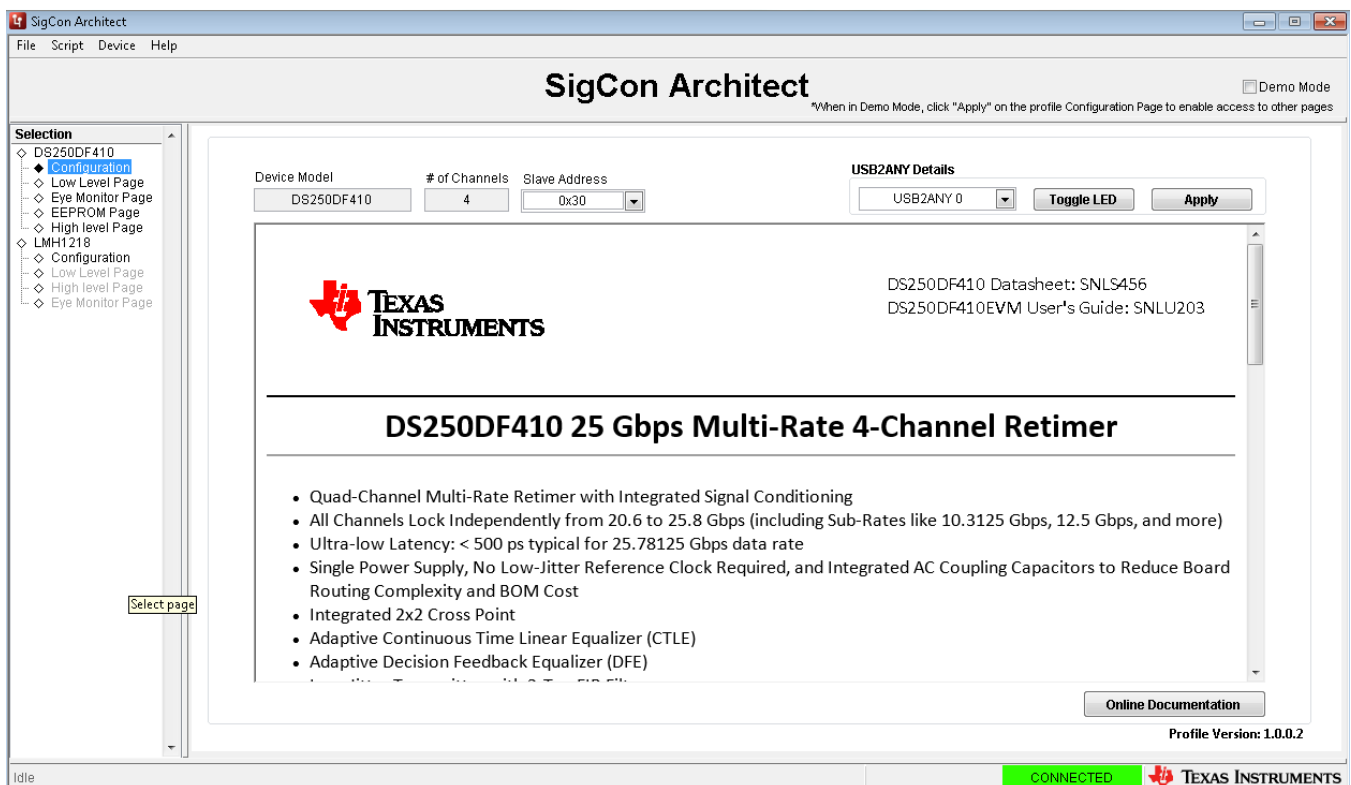 SigCon Architect
File Script Device Help
SigCon Architect
Demo Mode
*When in Demo Mode, click "Apply" on the profile Configuration Page to enable access to other pages
Selection
DS250DF410
Configuration
Low Level Page
Eye Monitor Page
EEPROM Page
High level Page
LMH1218
Configuration
Low Level Page
High level Page
Eye Monitor Page
Select page
Device Model
# of Channels
Slave Address
DS250DF410
4
0x30
USB2ANY Details
USB2ANY 0
Toggle LED
Apply
TEXAS
INSTRUMENTS
DS250DF410 Datasheet: SNLS456
DS250DF410EVM User's Guide: SNLU203
DS250DF410 25 Gbps Multi-Rate 4-Channel Retimer
• Quad-Channel Multi-Rate Retimer with Integrated Signal Conditioning
• All Channels Lock Independently from 20.6 to 25.8 Gbps (including Sub-Rates like 10.3125 Gbps, 12.5 Gbps, and more)
• Ultra-low Latency: < 500 ps typical for 25.78125 Gbps data rate
• Single Power Supply, No Low-Jitter Reference Clock Required, and Integrated AC Coupling Capacitors to Reduce Board
Routing Complexity and BOM Cost
• Integrated 2x2 Cross Point
• Adaptive Continuous Time Linear Equalizer (CTLE)
• Adaptive Decision Feedback Equalizer (DFE)
Online Documentation
Profile Version: 1.0.0.2
Idle
CONNECTED
TEXAS INSTRUMENTS